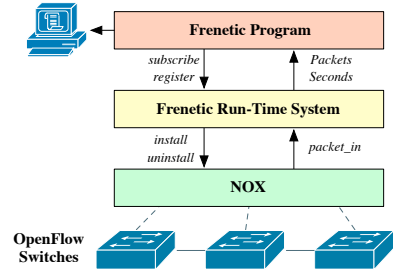 Frenetic Program
subscribe
register
Packets
Seconds
Frenetic Run-Time System
install
uninstall
packet_in
NOX
OpenFlow
Switches